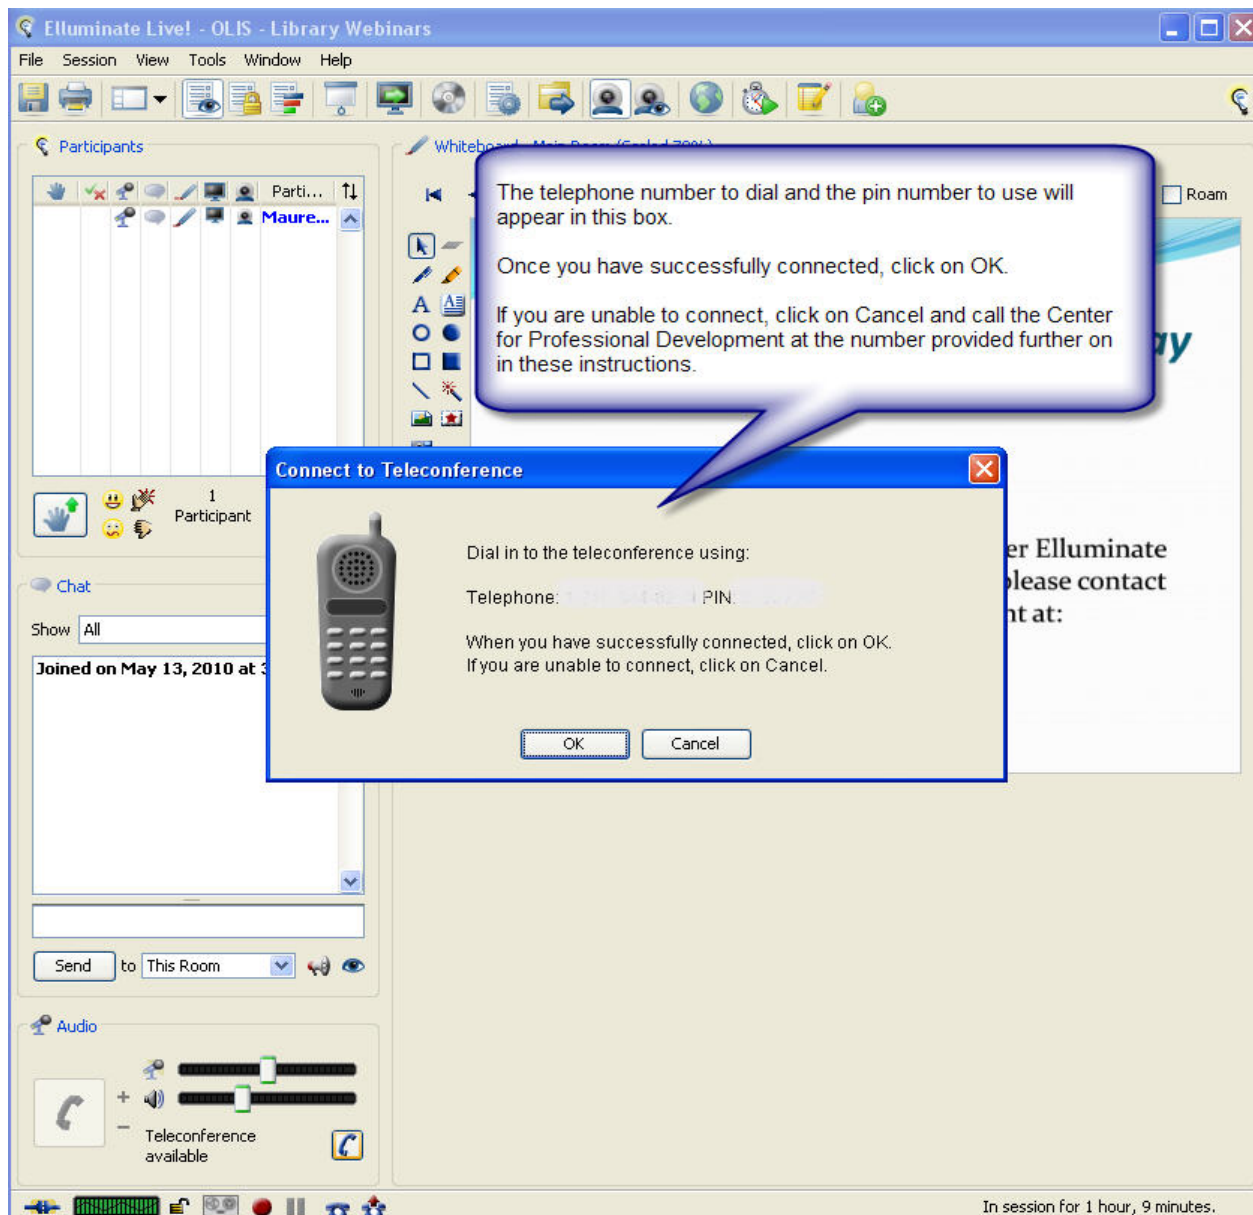 Elluminate Live! - OLIS - Library Webinars
File Session View Tools Window Help
Participants
Parti...
Maure...
1
Participant
Chat
Show All
Joined on May 13, 2010 at
Send to This Room
Audio
Teleconference
available
Whiteboard - Main Room (Scaled 79%)
Roam
The telephone number to dial and the pin number to use will
appear in this box.
Once you have successfully connected, click on OK.
If you are unable to connect, click on Cancel and call the Center
for Professional Development at the number provided further on
in these instructions.
ay
er Elluminate
please contact
nt at:
Connect to Teleconference
Dial in to the teleconference using:
Telephone: PIN:
When you have successfully connected, click on OK.
If you are unable to connect, click on Cancel.
OK Cancel
In session for 1 hour, 9 minutes.